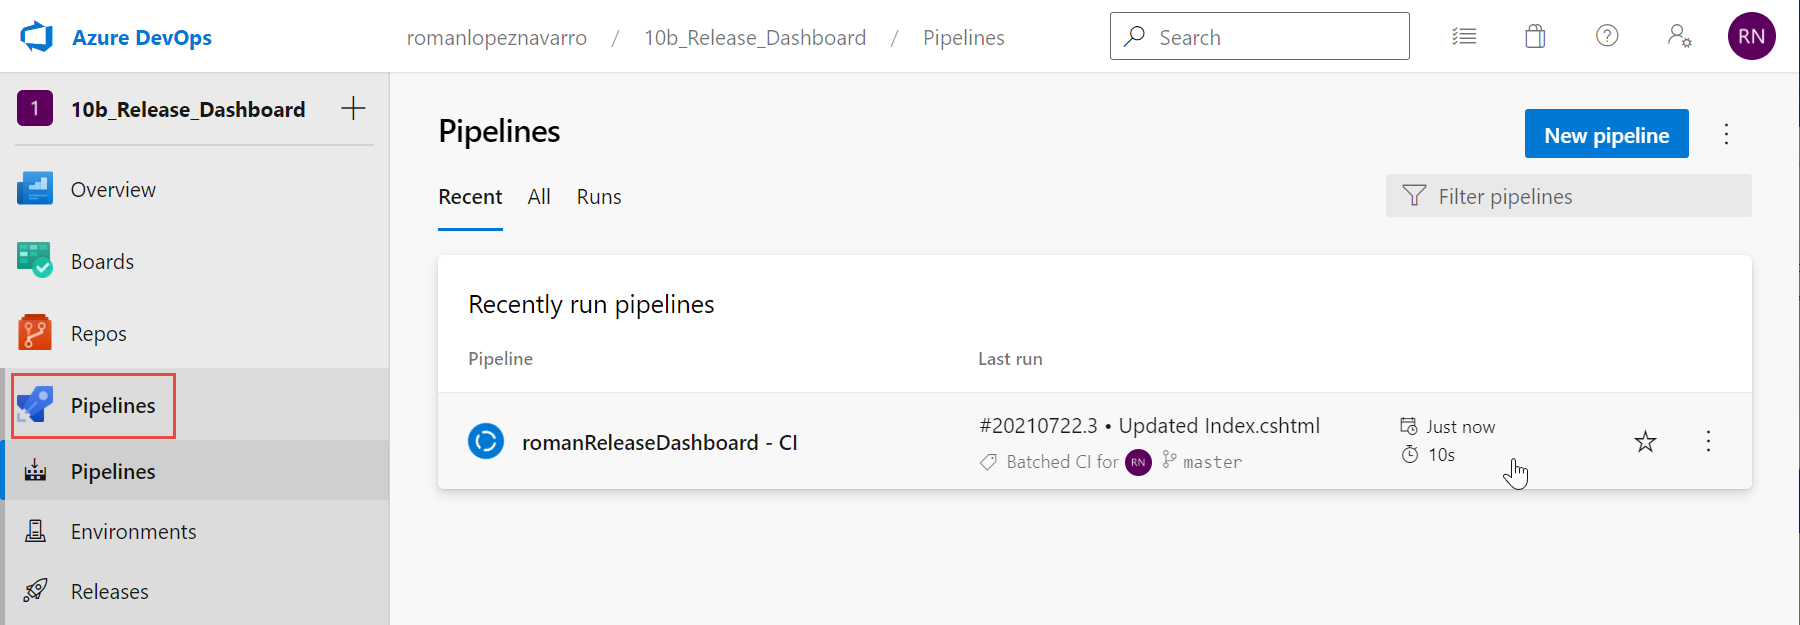 Azure DevOps
romanlopeznavarro / 10b_Release_Dashboard / Pipelines
Search
RN
1 10b_Release_Dashboard
Overview
Boards
Repos
Pipelines
Pipelines
Environments
Releases
Pipelines
New pipeline
Recent All Runs
Filter pipelines
Recently run pipelines
Pipeline Last run
romanReleaseDashboard - CI
#20210722.3 • Updated Index.cshtml
Batched CI for RN master
Just now
10s